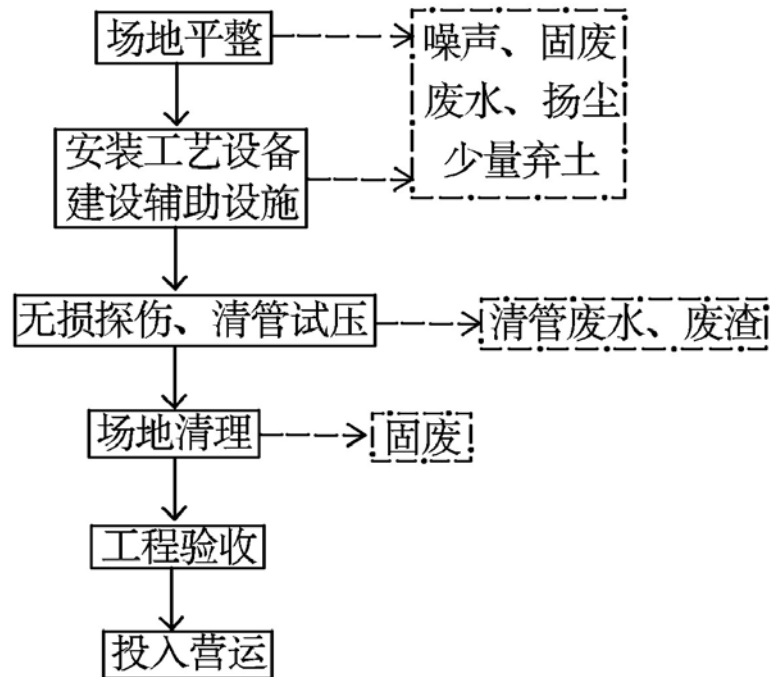 场地平整
噪声、固废
废水、扬尘
少量弃土
安装工艺设备
建设辅助设施
无损探伤、清管试压
清管废水、废渣
场地清理
固废
工程验收
投入营运